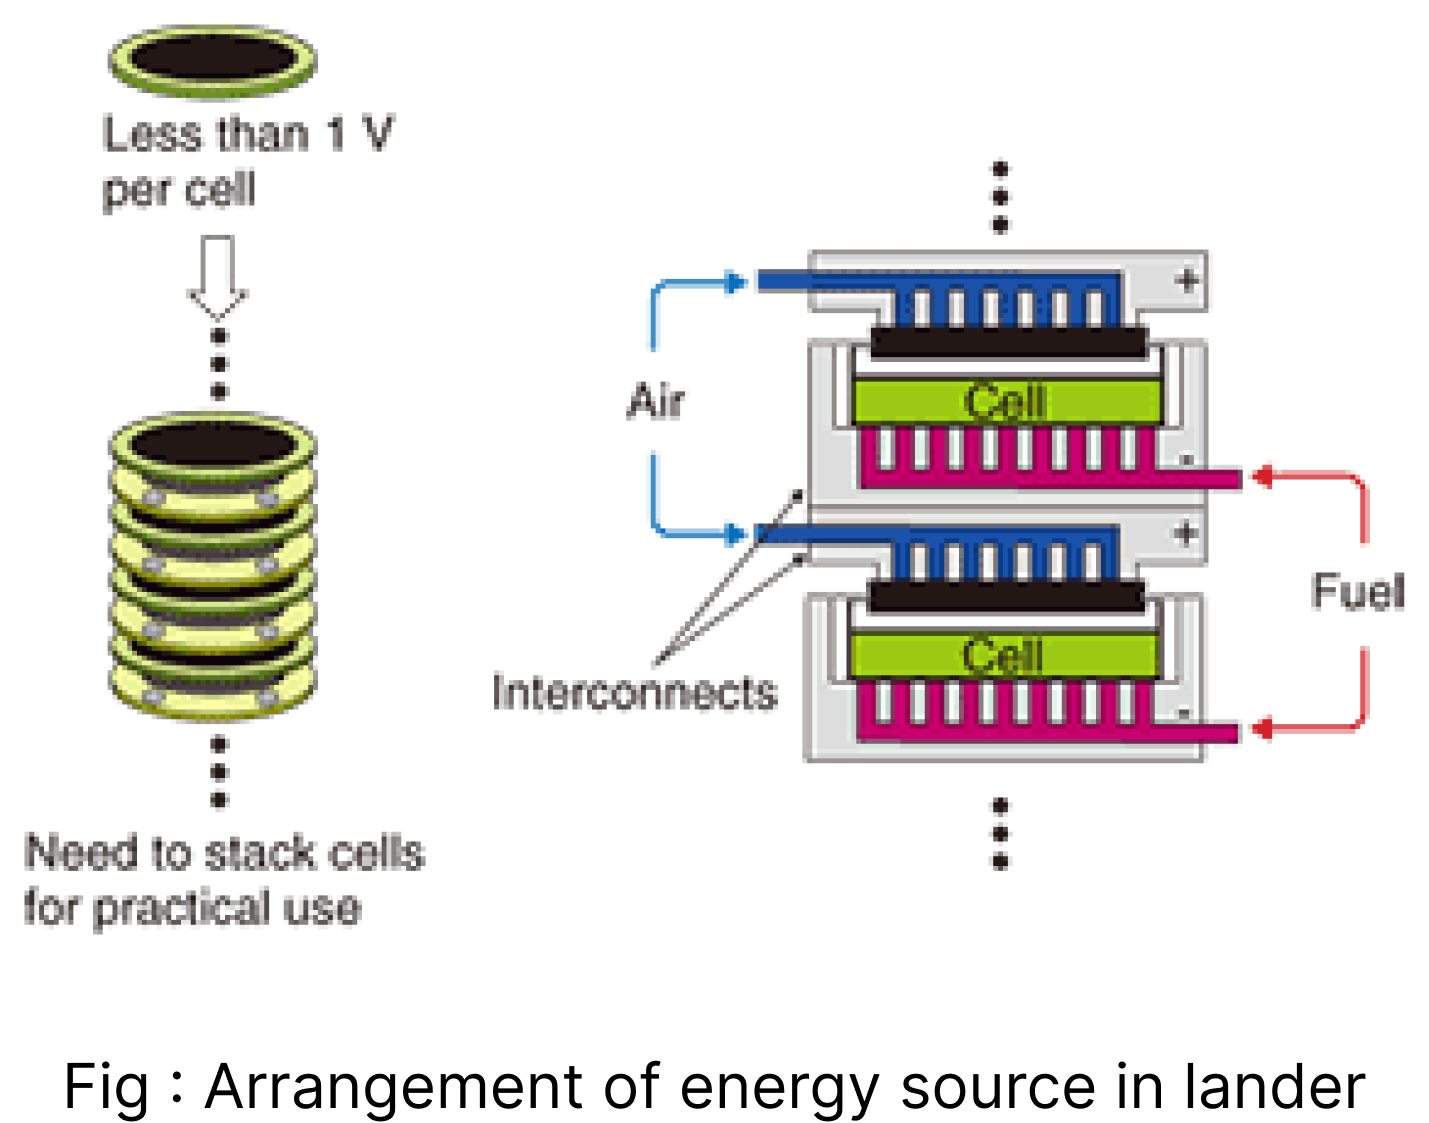 Less than 1 V
per cell
Need to stack cells
for practical use
Air
Interconnects
+
Cell
-
+
Cell
-
Fuel
Fig : Arrangement of energy source in lander